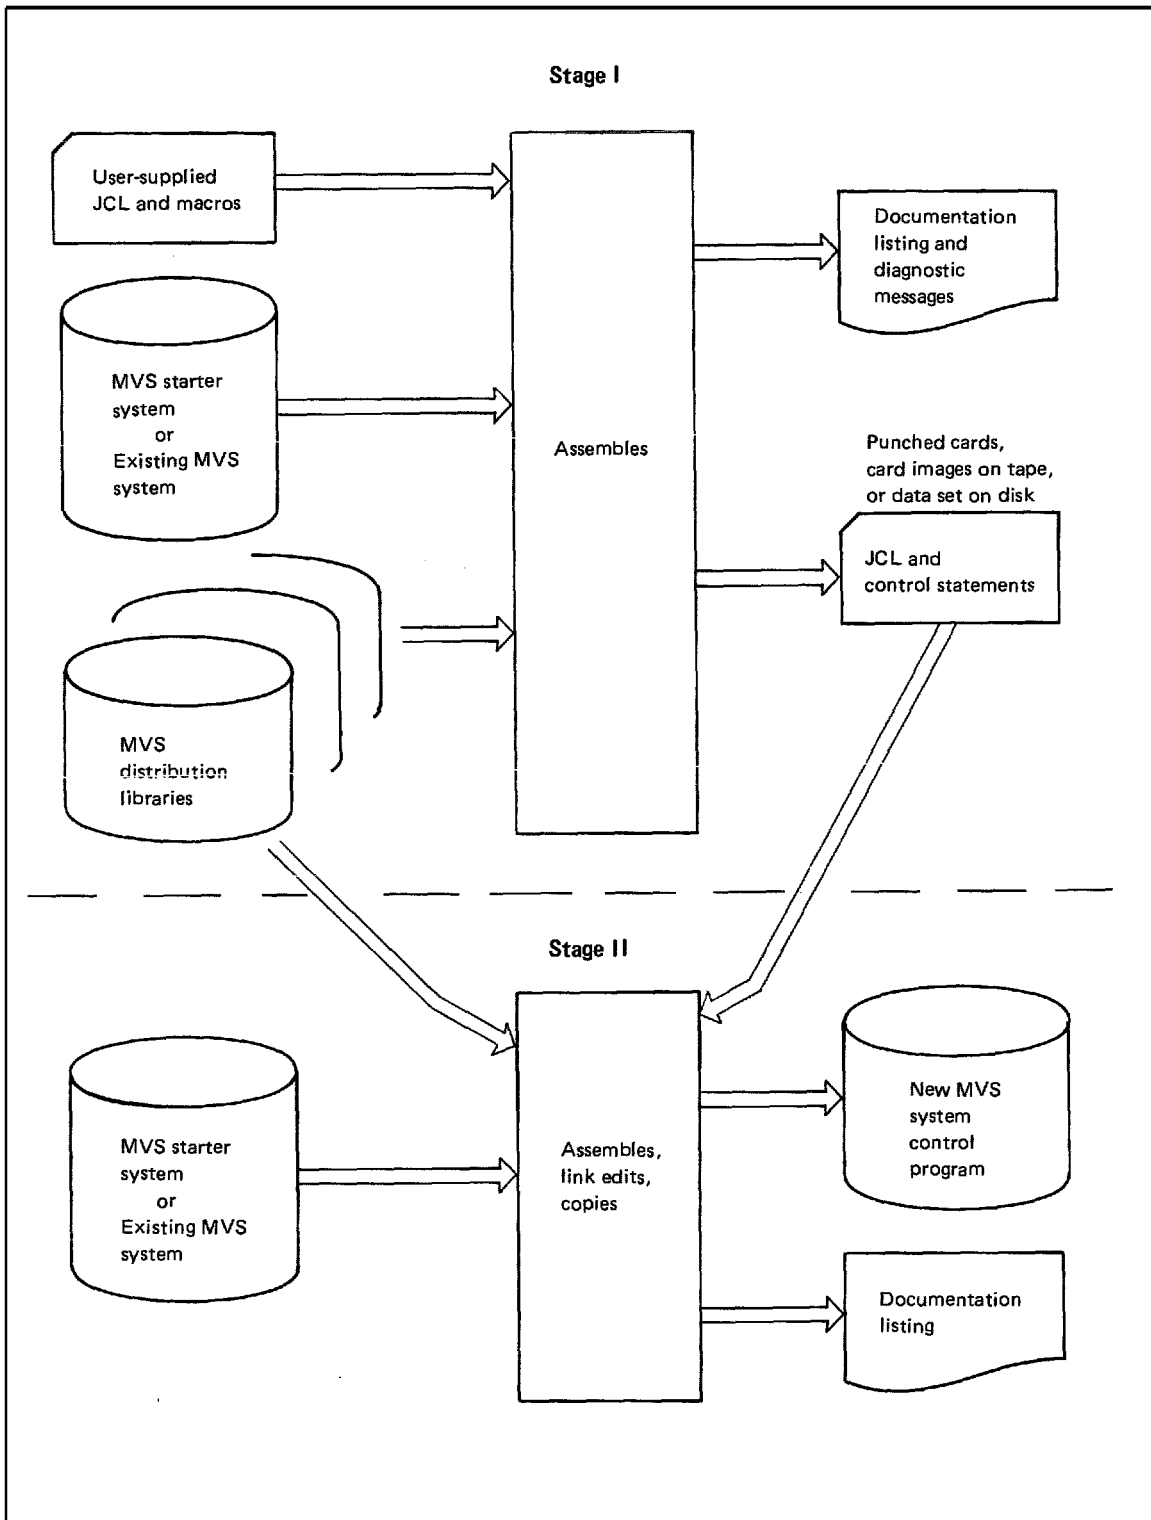 Stage I
User-supplied
JCL and macros
MVS starter
system
or
Existing MVS
system
MVS
distribution
libraries
Assembles
Documentation
listing and
diagnostic
messages
Punched cards,
card images on tape,
or data set on disk
JCL and
control statements
Stage II
MVS starter
system
or
Existing MVS
system
Assembles,
link edits,
copies
New MVS
system
control
program
Documentation
listing